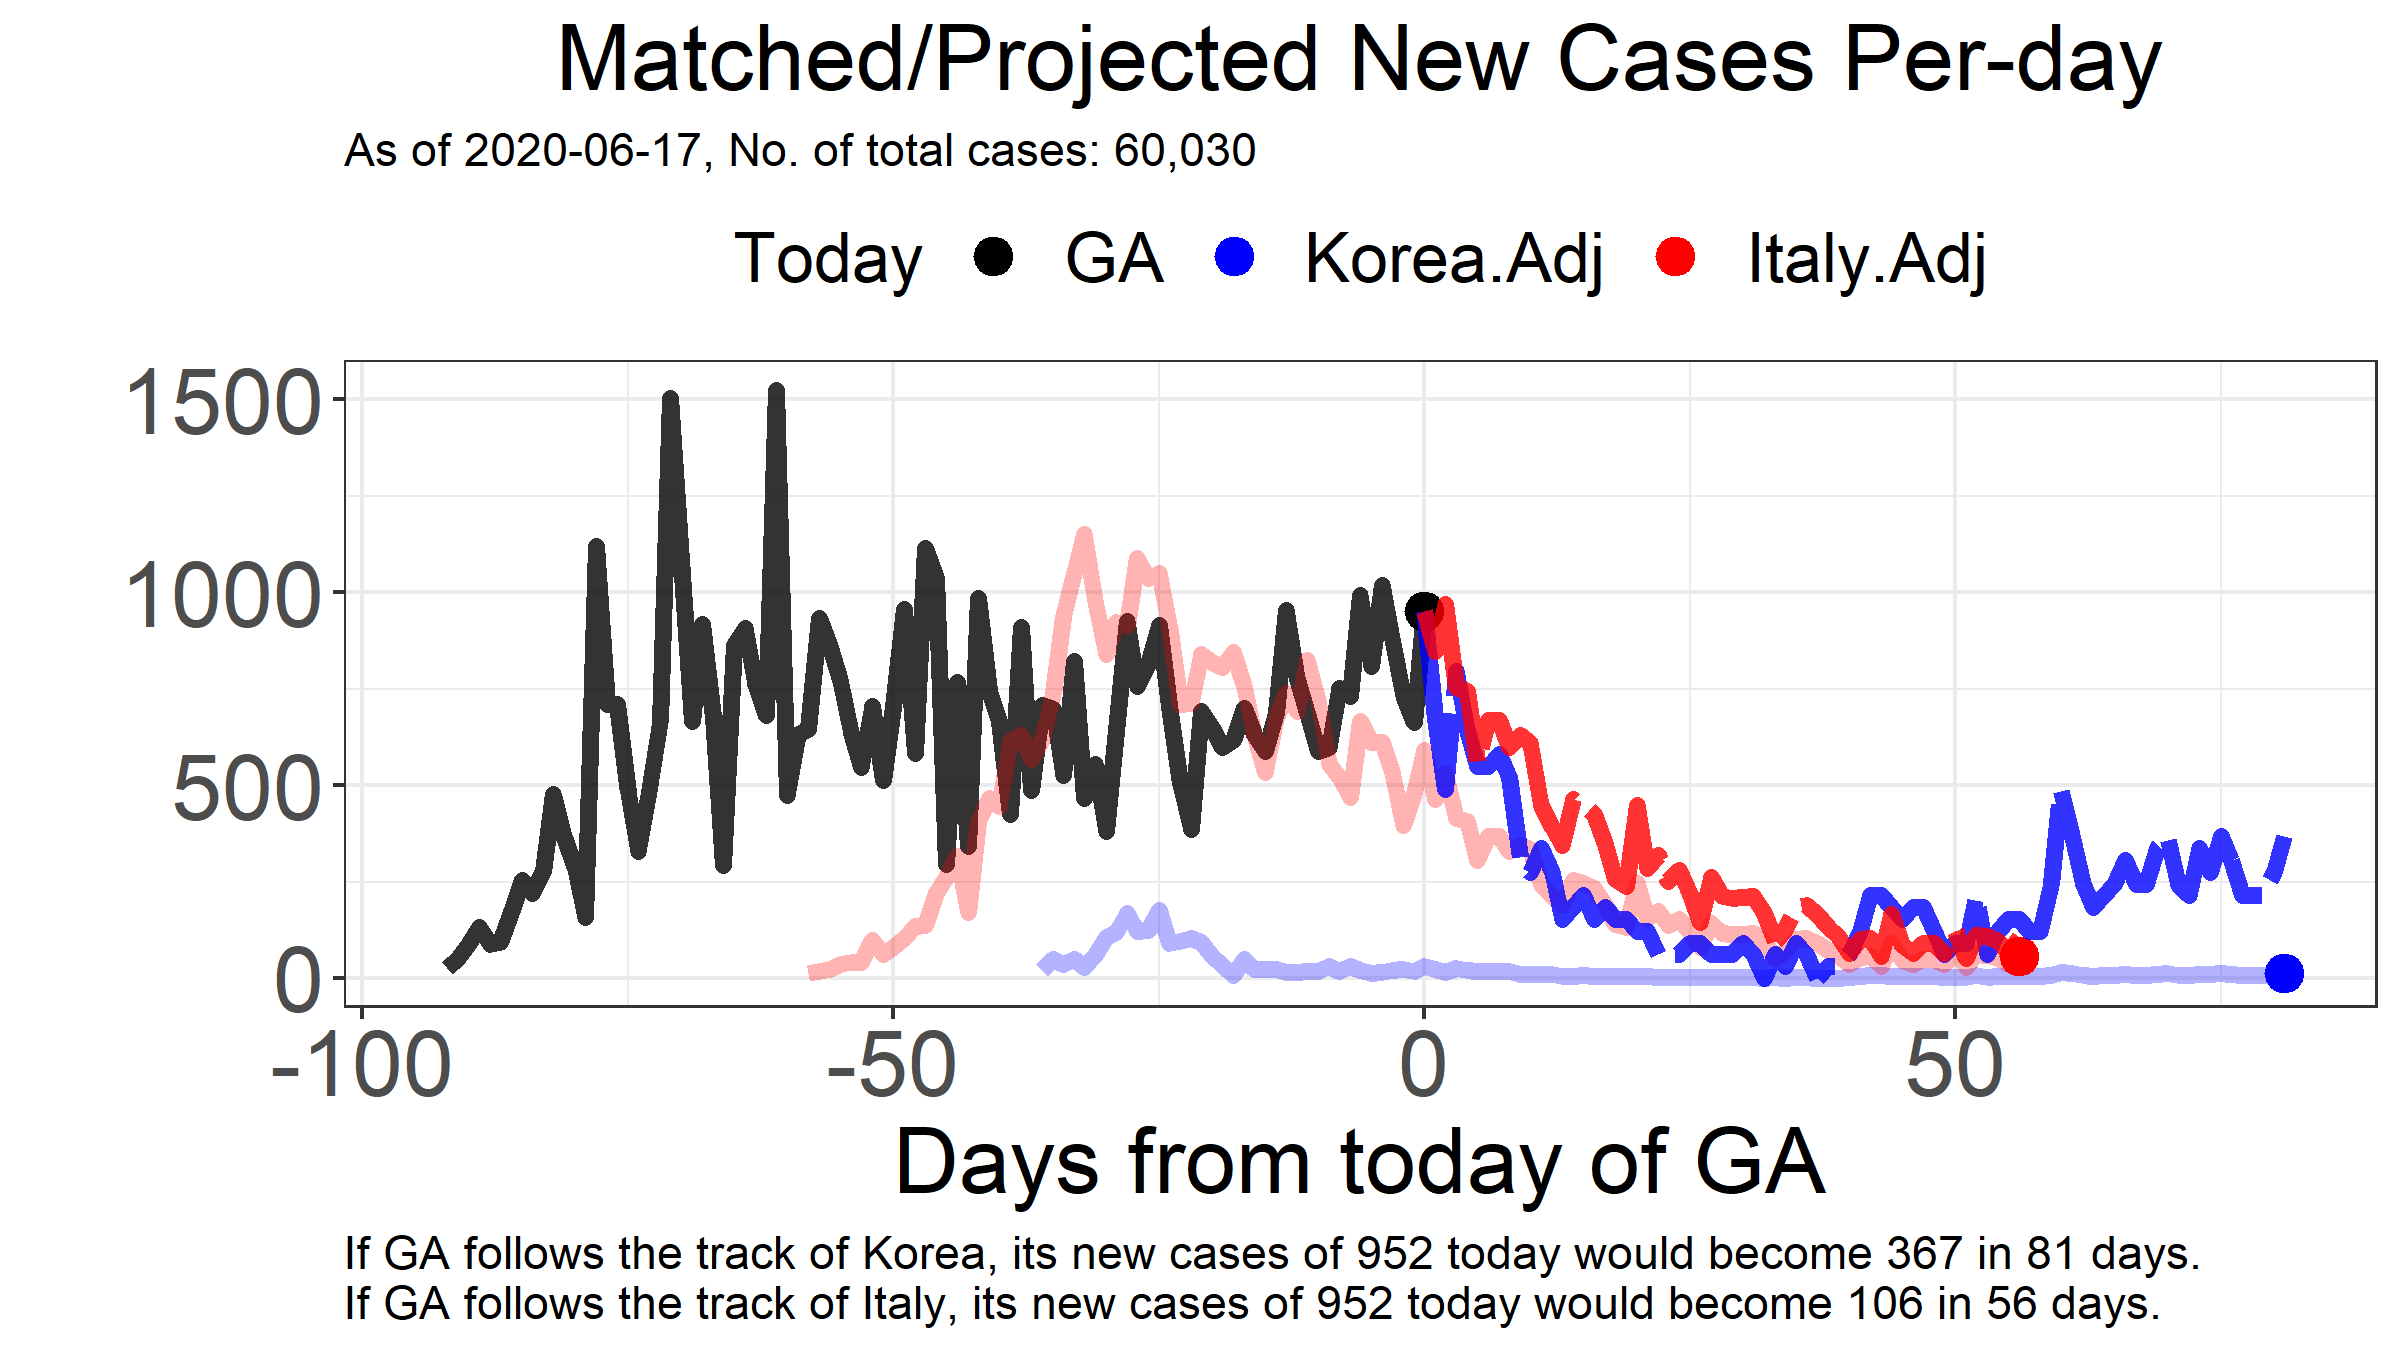 Matched/Projected New Cases Per-day
As of 2020-06-17, No. of total cases: 60,030
Today GA Korea.Adj Italy.Adj
1500
1000
500
0
-100 -50 0 50
Days from today of GA
If GA follows the track of Korea, its new cases of 952 today would become 367 in 81 days.
If GA follows the track of Italy, its new cases of 952 today would become 106 in 56 days.